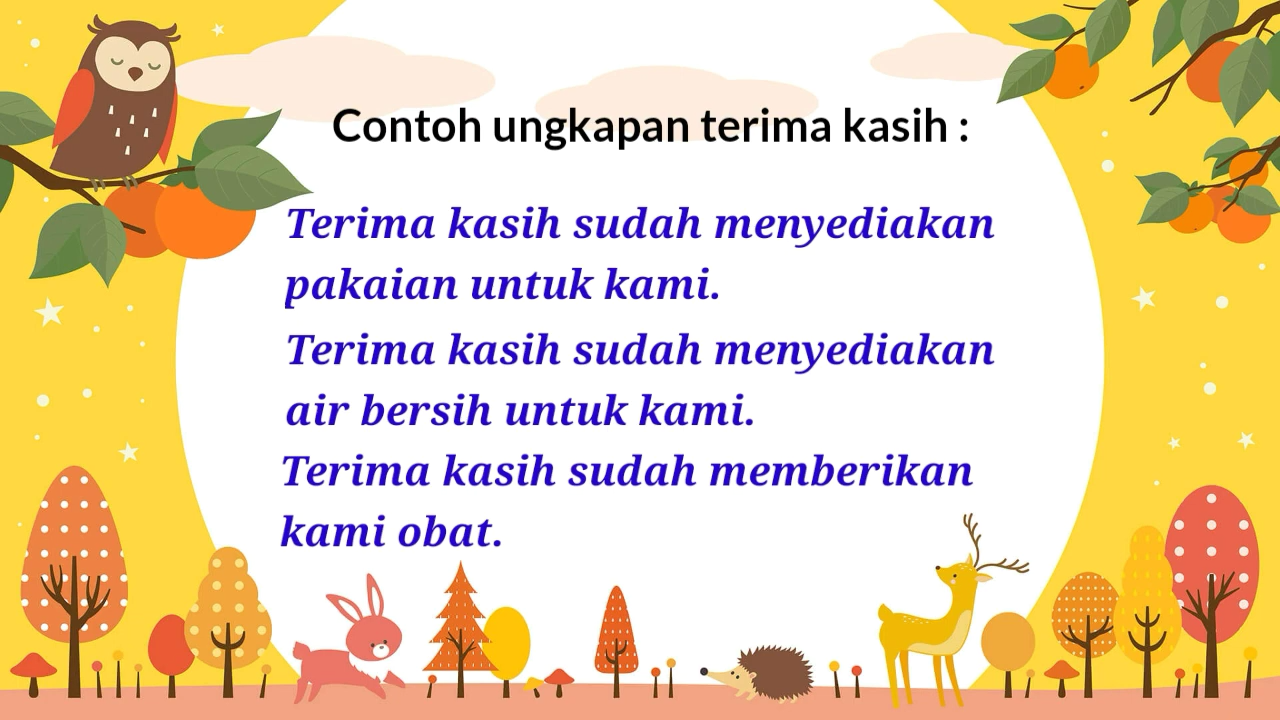 Contoh ungkapan terima kasih :
Terima kasih sudah menyediakan
pakaian untuk kami.
Terima kasih sudah menyediakan
air bersih untuk kami.
Terima kasih sudah memberikan
kami obat.